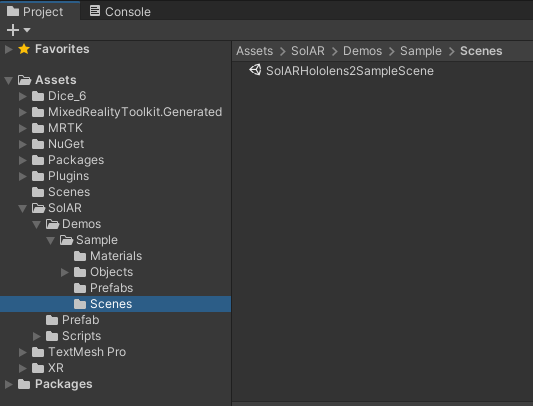 Project
Console
Favorites
Assets
Dice_6
MixedRealityToolkit.Generated
MRTK
NuGet
Packages
Plugins
Scenes
SolAR
Demos
Sample
Materials
Objects
Prefabs
Scenes
Prefab
Scripts
TextMesh Pro
XR
Packages
Assets > SolAR > Demos > Sample > Scenes
SolARHololens2SampleScene